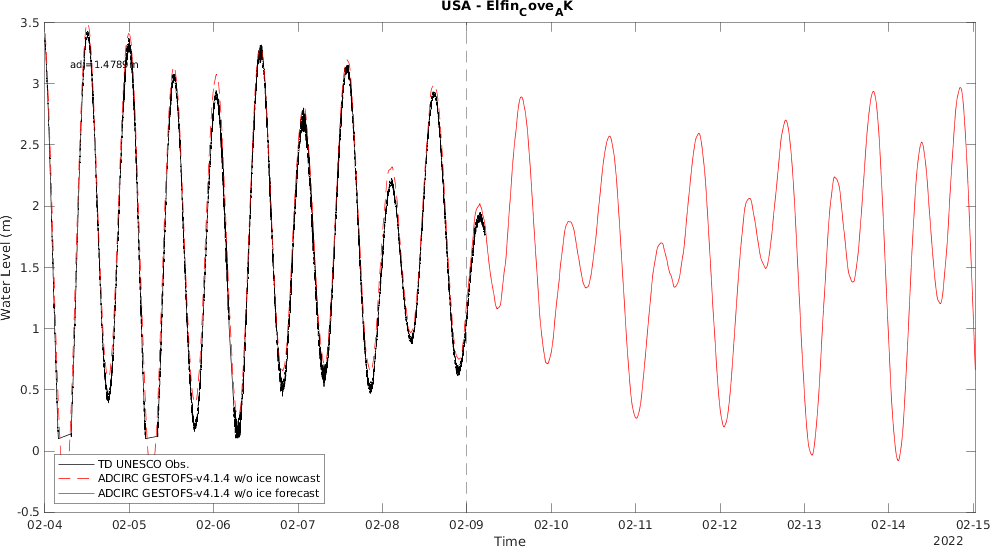 USA - ElfinCoveAK
3.5
adj=1.4789m
3
2.5
2
1.5
1
0.5
0
-0.5
Water Level (m)
TD UNESCO Obs.
ADCIRC GESTOFS-v4.1.4 w/o ice nowcast
ADCIRC GESTOFS-v4.1.4 w/o ice forecast
02-04 02-05 02-06 02-07 02-08 02-09 02-10 02-11 02-12 02-13 02-14 02-15
Time
2022